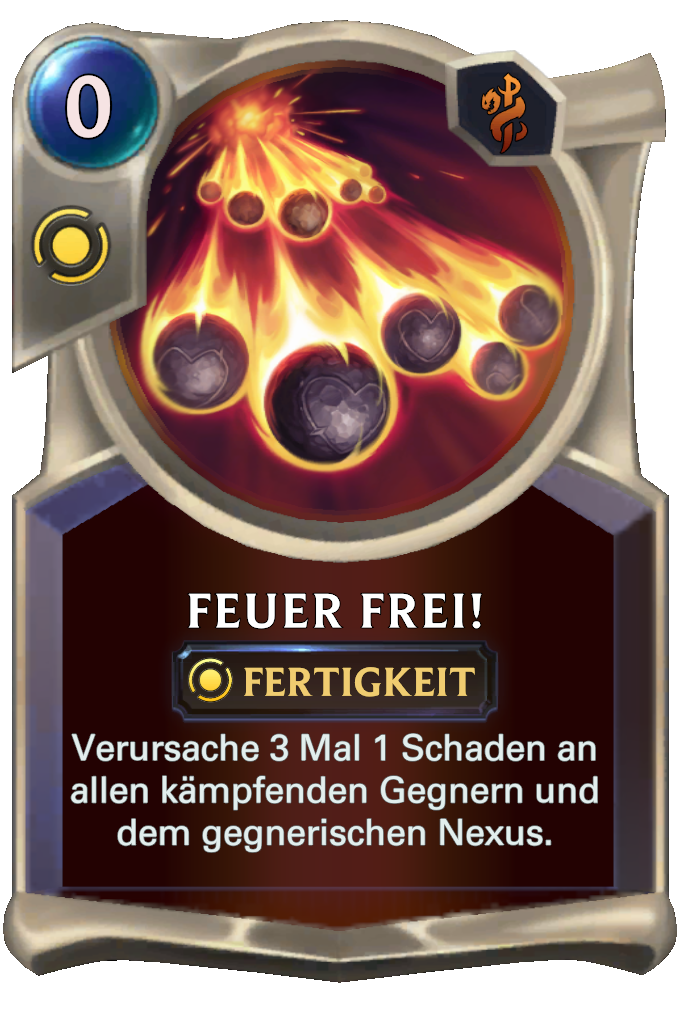 0
FEUER FREI!
FERTIGKEIT
Verursache 3 Mal 1 Schaden an
allen kämpfenden Gegnern und
dem gegnerischen Nexus.